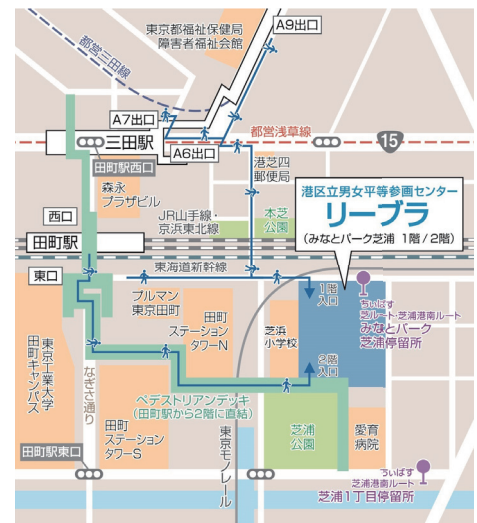 東京都福祉保健局
障害者福祉会館
A9出口
都営三田線
A7出口
三田駅
都営浅草線
15
田町駅西口
A6出口
港芝四
郵便局
森永
プラザビル
西口
JR山手線・
京浜東北線
本芝
公園
港区立男女平等参画センター
リーブラ
(みなとパーク芝浦 1階/2階)
田町駅
東口
東海道新幹線
1階
入口
プルマン
東京田町
田町
ステーション
タワーN
芝浜
小学校
ちぃばす
芝ルート・芝浦港南ルート
みなとパーク
芝浦停留所
東京工業大学
田町キャンパス
なぎさ通り
2階
入口
ペデストリアンデッキ
(田町駅から2階に直結)
田町
ステーション
タワーS
東京モノレール
芝浦
公園
愛育
病院
田町駅東口
ちぃばす
芝浦港南ルート
芝浦1丁目停留所